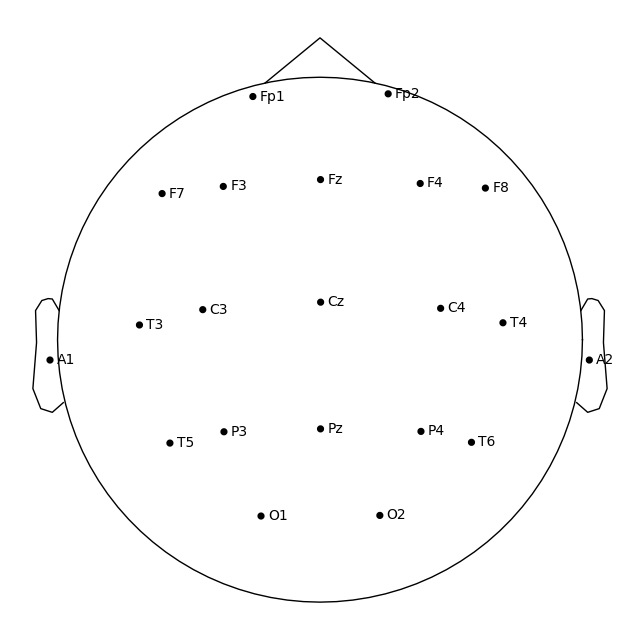 Fp1 Fp2
F7 F3 Fz F4 F8
T3 C3 Cz C4 T4
A1 A2
T5 P3 Pz P4 T6
O1 O2